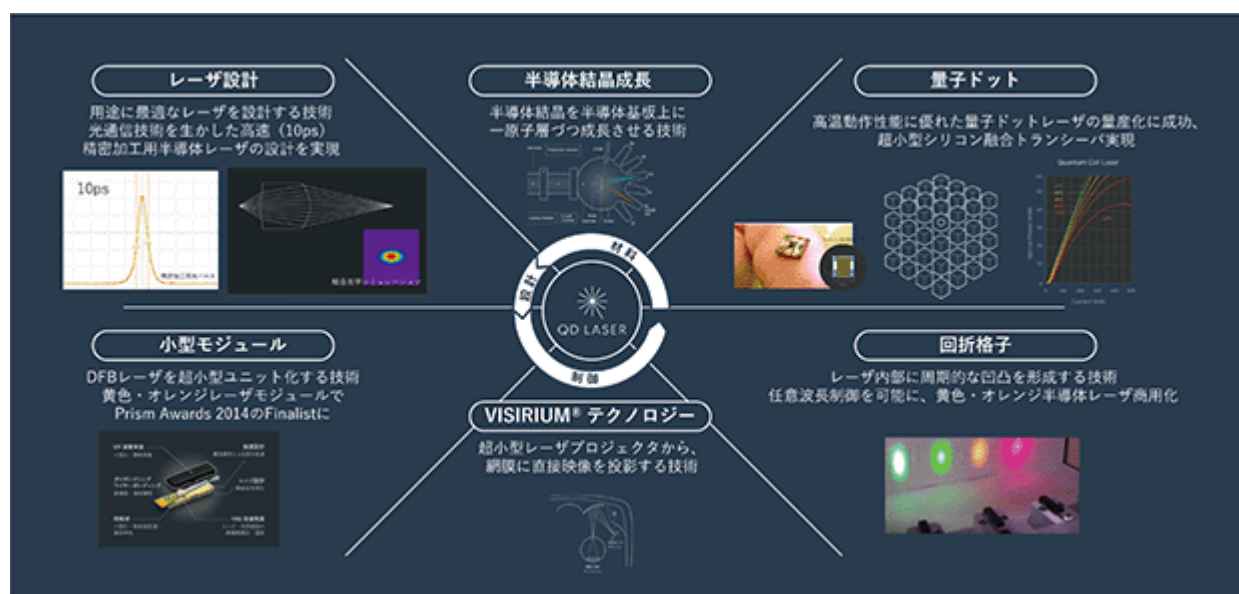 レーザ設計
用途に最適なレーザを設計する技術
光通信技術を生かした高速（10ps）
精密加工用半導体レーザの設計を実現
10ps
半導体結晶成長
半導体結晶を半導体基板上に
一原子層づつ成長させる技術
量子ドット
高温動作性能に優れた量子ドットレーザの量産化に成功、
超小型シリコン融合トランシーバ実現
Quantum Dot Laser
材料
設計
制御
QD LASER
小型モジュール
DFBレーザを超小型ユニット化する技術
黄色・オレンジレーザモジュールで
Prism Awards 2014のFinalistに
VISIRIUM® テクノロジー
超小型レーザプロジェクタから、
網膜に直接映像を投影する技術
回折格子
レーザ内部に周期的な凹凸を形成する技術
任意波長制御を可能に、黄色・オレンジ半導体レーザ商用化